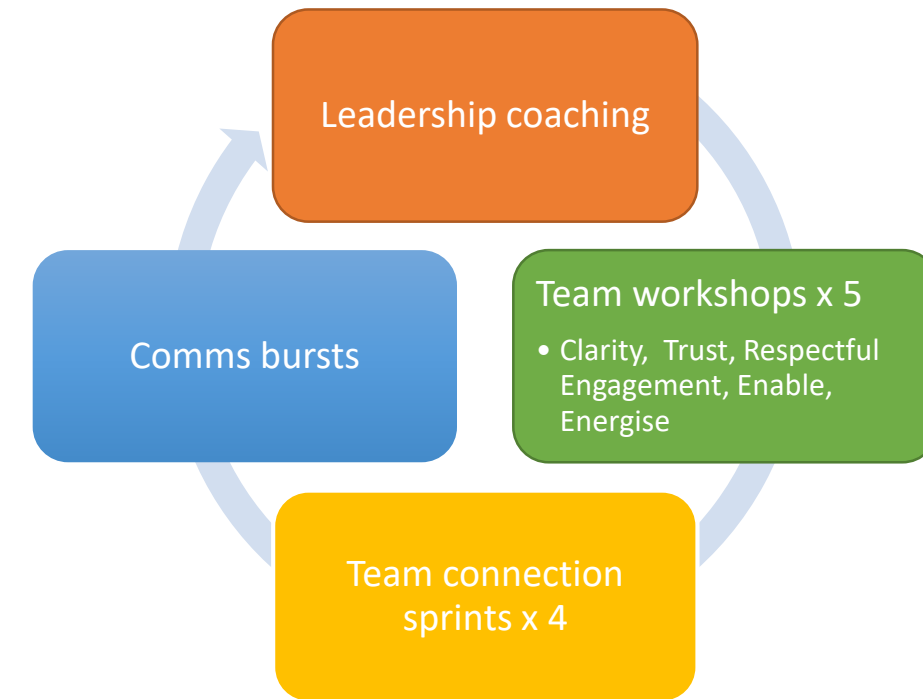 Leadership coaching
Team workshops x 5
• Clarity, Trust, Respectful
Engagement, Enable,
Energise
Team connection
sprints x 4
Comms bursts